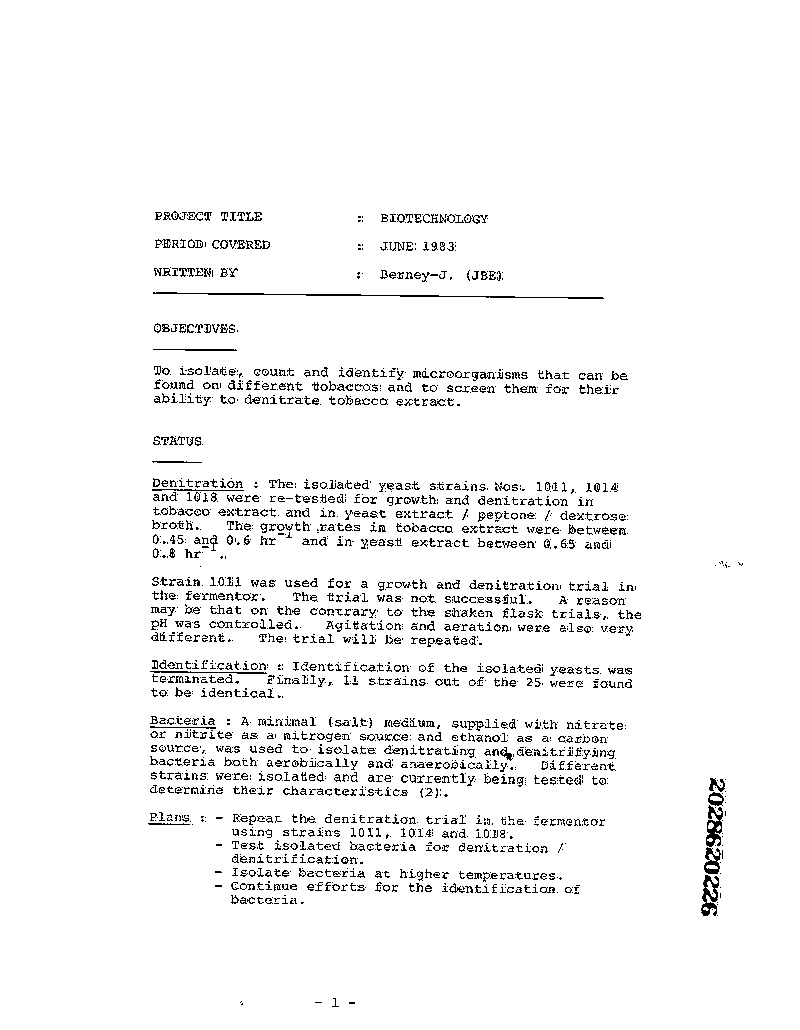 PROJECT TITLE : BIOTECHNOLOGY
PERIOD COVERED : JUNE 1983
WRITTEN BY : Berney-J. (JBE)
OBJECTIVES
To isolate, count and identify microorganisms that can be
found on different tobaccos and to screen them for their
ability to denitrate tobacco extract.
STATUS
Denitration : The isolated yeast strains Nos. 1011, 1014
and 1018 were re-tested for growth and denitration in
tobacco extract and in yeast extract / peptone / dextrose
broth. The growth rates in tobacco extract were between
0.45 and 0.6 hr⁻¹ and in yeast extract between 0.65 and
0.8 hr⁻¹.
Strain 1011 was used for a growth and denitration trial in
the fermentor. The trial was not successful. A reason
may be that on the contrary to the shaken flask trials, the
pH was controlled. Agitation and aeration were also very
different. The trial will be repeated.
Identification : Identification of the isolated yeasts was
terminated. Finally, 11 strains out of the 25 were found
to be identical.
Bacteria : A minimal (salt) medium, supplied with nitrate
or nitrite as a nitrogen source and ethanol as a carbon
source, was used to isolate denitrating and denitrifying
bacteria both aerobically and anaerobically. Different
strains were isolated and are currently being tested to
determine their characteristics (2).
Plans : - Repeat the denitration trial in the fermentor
using strains 1011, 1014 and 1018.
- Test isolated bacteria for denitration /
denitrification.
- Isolate bacteria at higher temperatures.
- Continue efforts for the identification of
bacteria.
2028620226
- 1 -